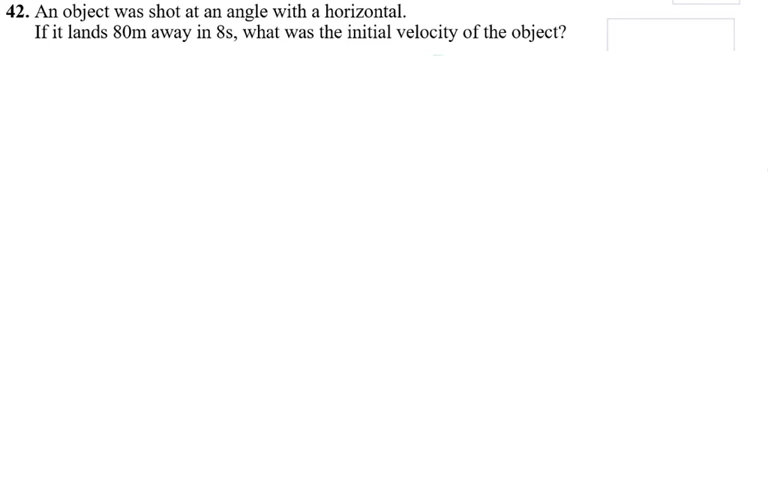 42. An object was shot at an angle with a horizontal.
If it lands 80m away in 8s, what was the initial velocity of the object?